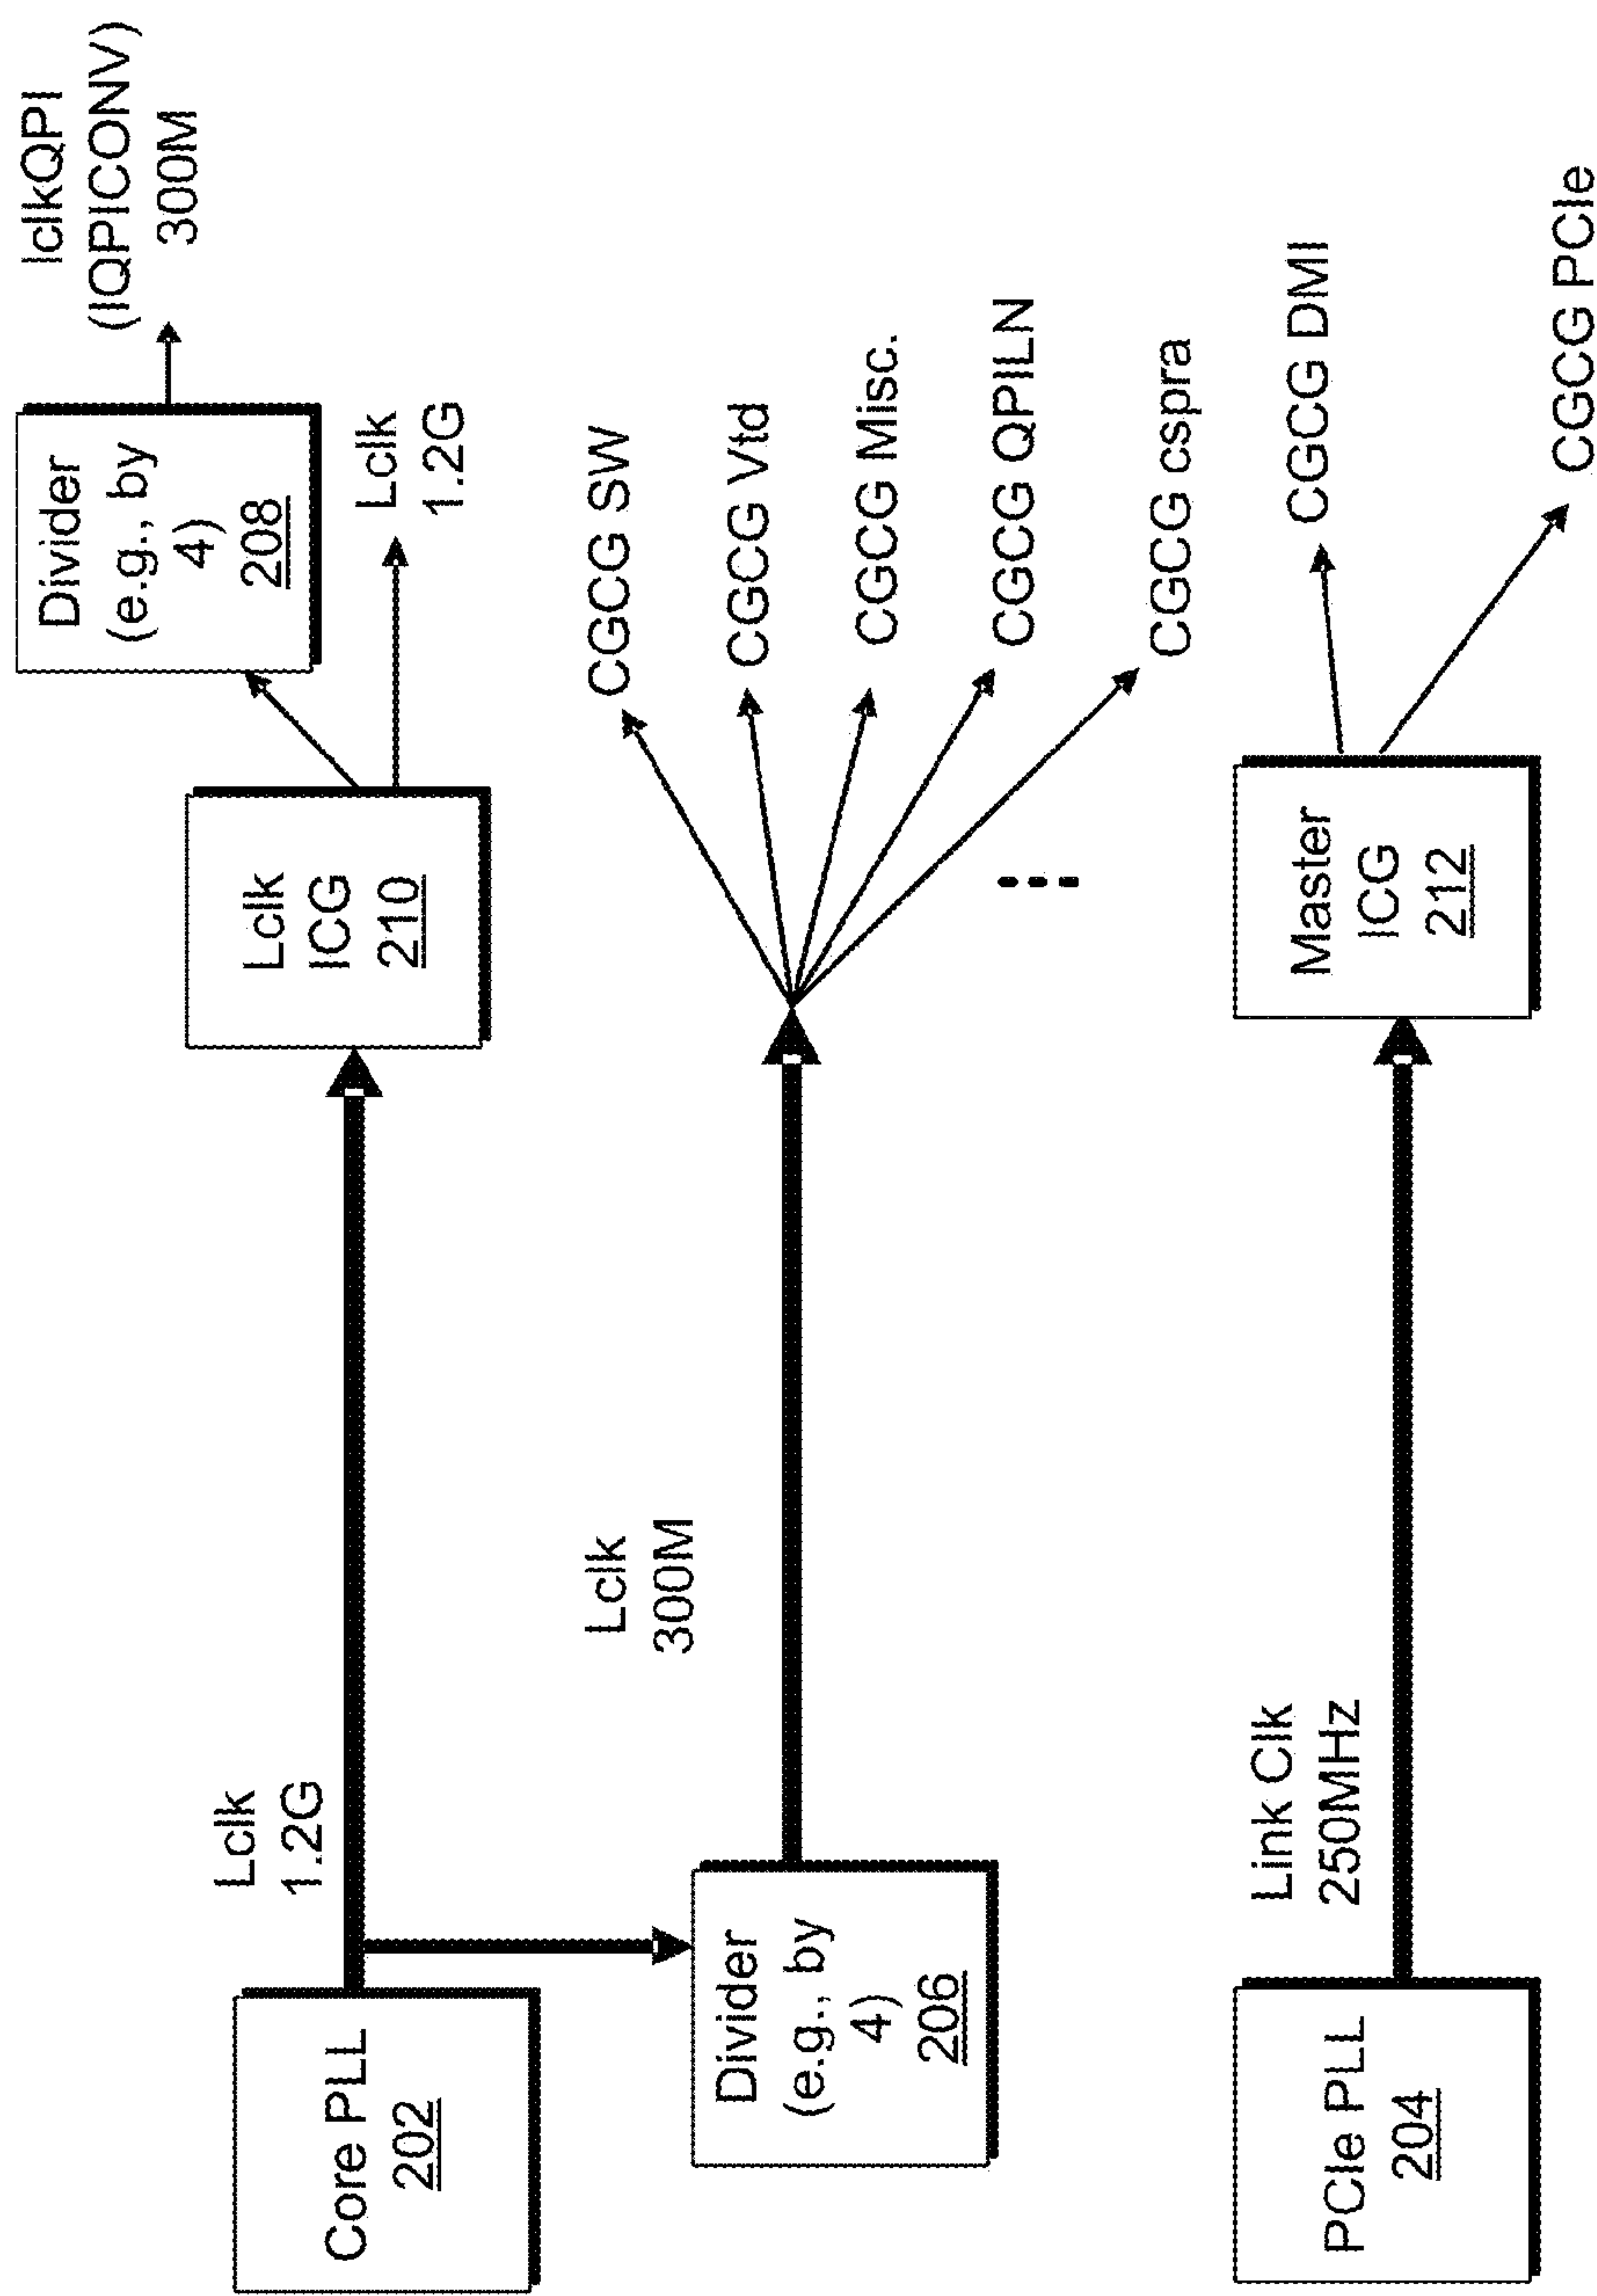 Core PLL
202
Lclk
1.2G
Lclk
ICG
210
Divider
(e.g., by
4)
208
lclkQPI
(IQPICONV)
300M
Lclk
1.2G
Divider
(e.g., by
4)
206
Lclk
300M
CGCG SW
CGCG Vtd
CGCG Misc.
CGCG QPILN
CGCG cspra
PCIe PLL
204
Link Clk
250MHz
Master
ICG
212
CGCG DMI
CGCG PCIe